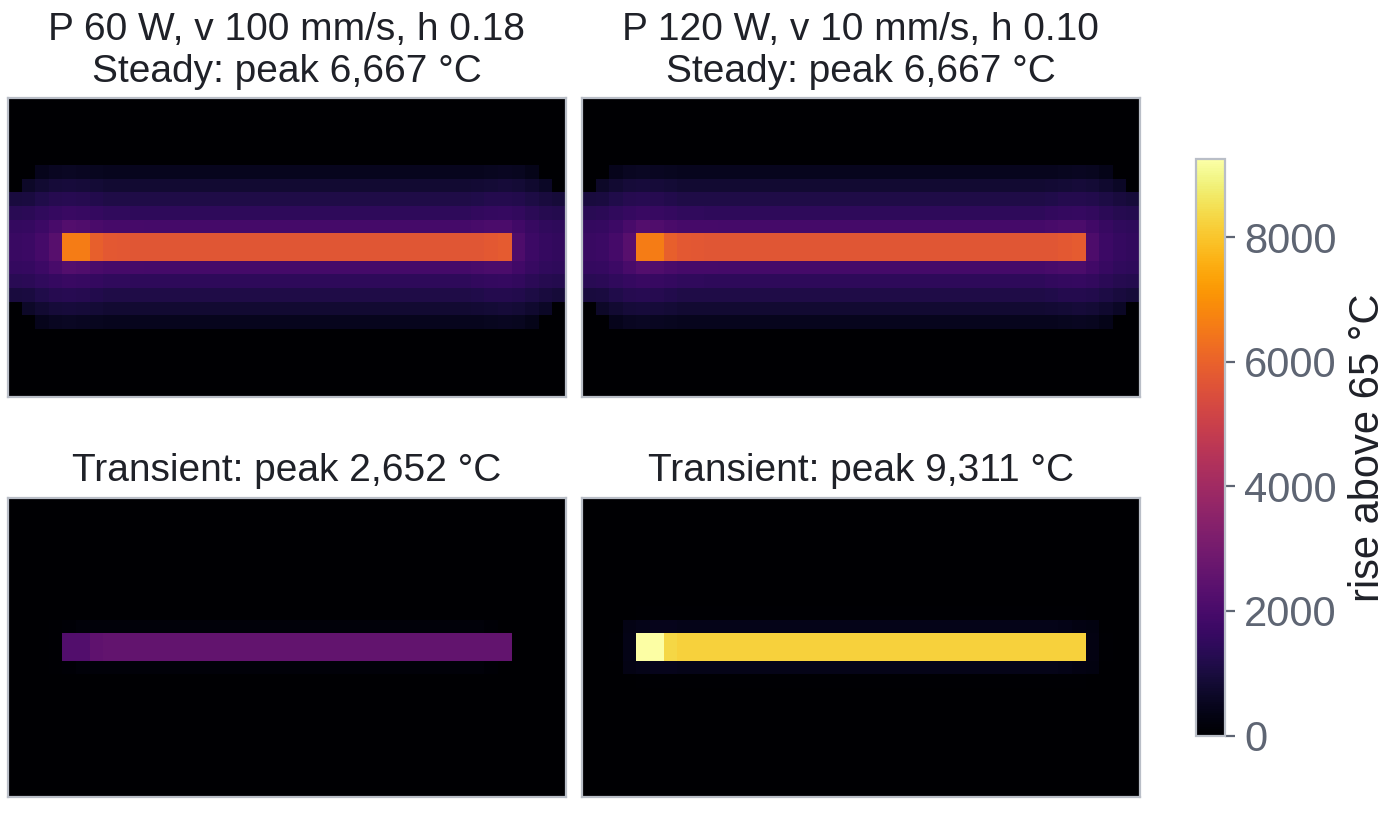 P 60 W, v 100 mm/s, h 0.18
Steady: peak 6,667 °C
P 120 W, v 10 mm/s, h 0.10
Steady: peak 6,667 °C
Transient: peak 2,652 °C
Transient: peak 9,311 °C
8000
6000
4000
2000
0
rise above 65 °C